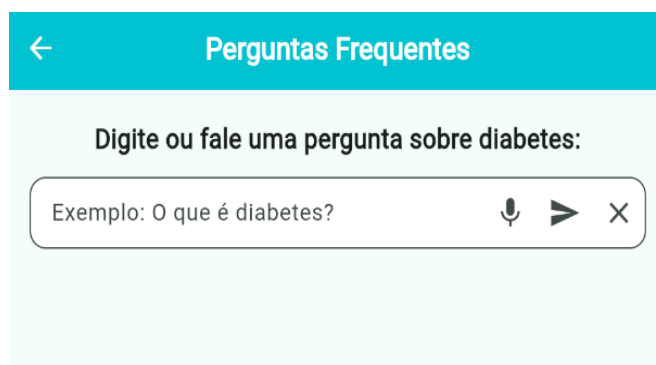 Perguntas Frequentes
Digite ou fale uma pergunta sobre diabetes:
Exemplo: O que é diabetes?